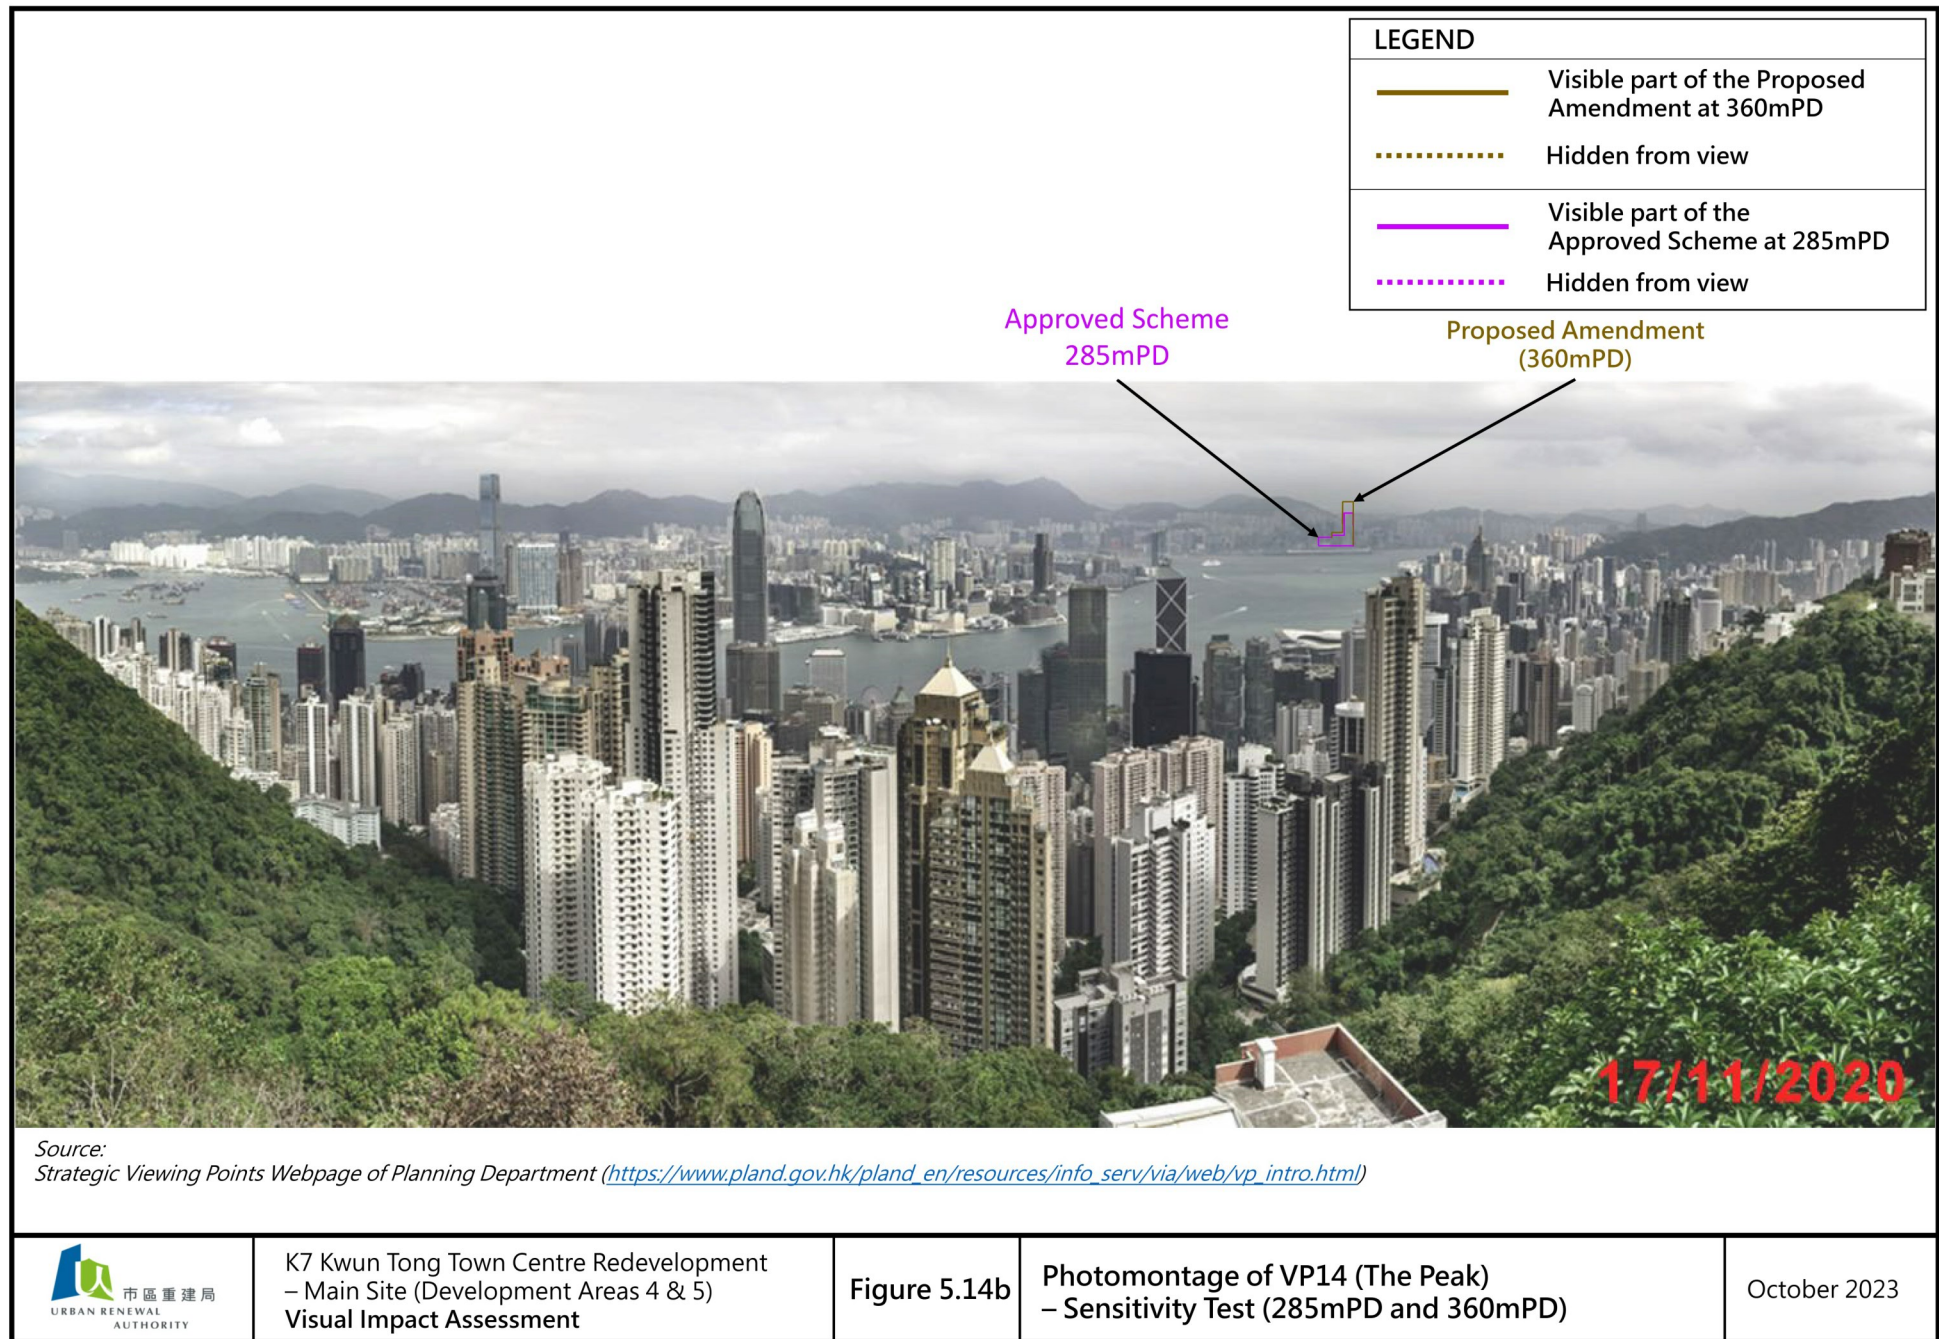 LEGEND
Visible part of the Proposed
Amendment at 360mPD
Hidden from view
Visible part of the
Approved Scheme at 285mPD
Hidden from view
Approved Scheme
285mPD
Proposed Amendment
(360mPD)
17/11/2020
Source:
Strategic Viewing Points Webpage of Planning Department (https://www.pland.gov.hk/pland_en/resources/info_serv/via/web/vp_intro.html)
市區重建局
URBAN RENEWAL
AUTHORITY
K7 Kwun Tong Town Centre Redevelopment
– Main Site (Development Areas 4 & 5)
Visual Impact Assessment
Figure 5.14b
Photomontage of VP14 (The Peak)
– Sensitivity Test (285mPD and 360mPD)
October 2023